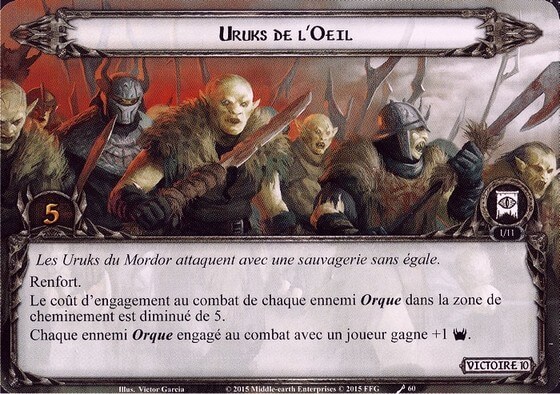 Uruks de l'Oeil
5
1/11
Les Uruks du Mordor attaquent avec une sauvagerie sans égale.
Renfort.
Le coût d'engagement au combat de chaque ennemi Orque dans la zone de
cheminement est diminué de 5.
Chaque ennemi Orque engagé au combat avec un joueur gagne +1 .
VICTOIRE 10
Illus. Victor Garcia © 2015 Middle-earth Enterprises © 2015 FFG 60